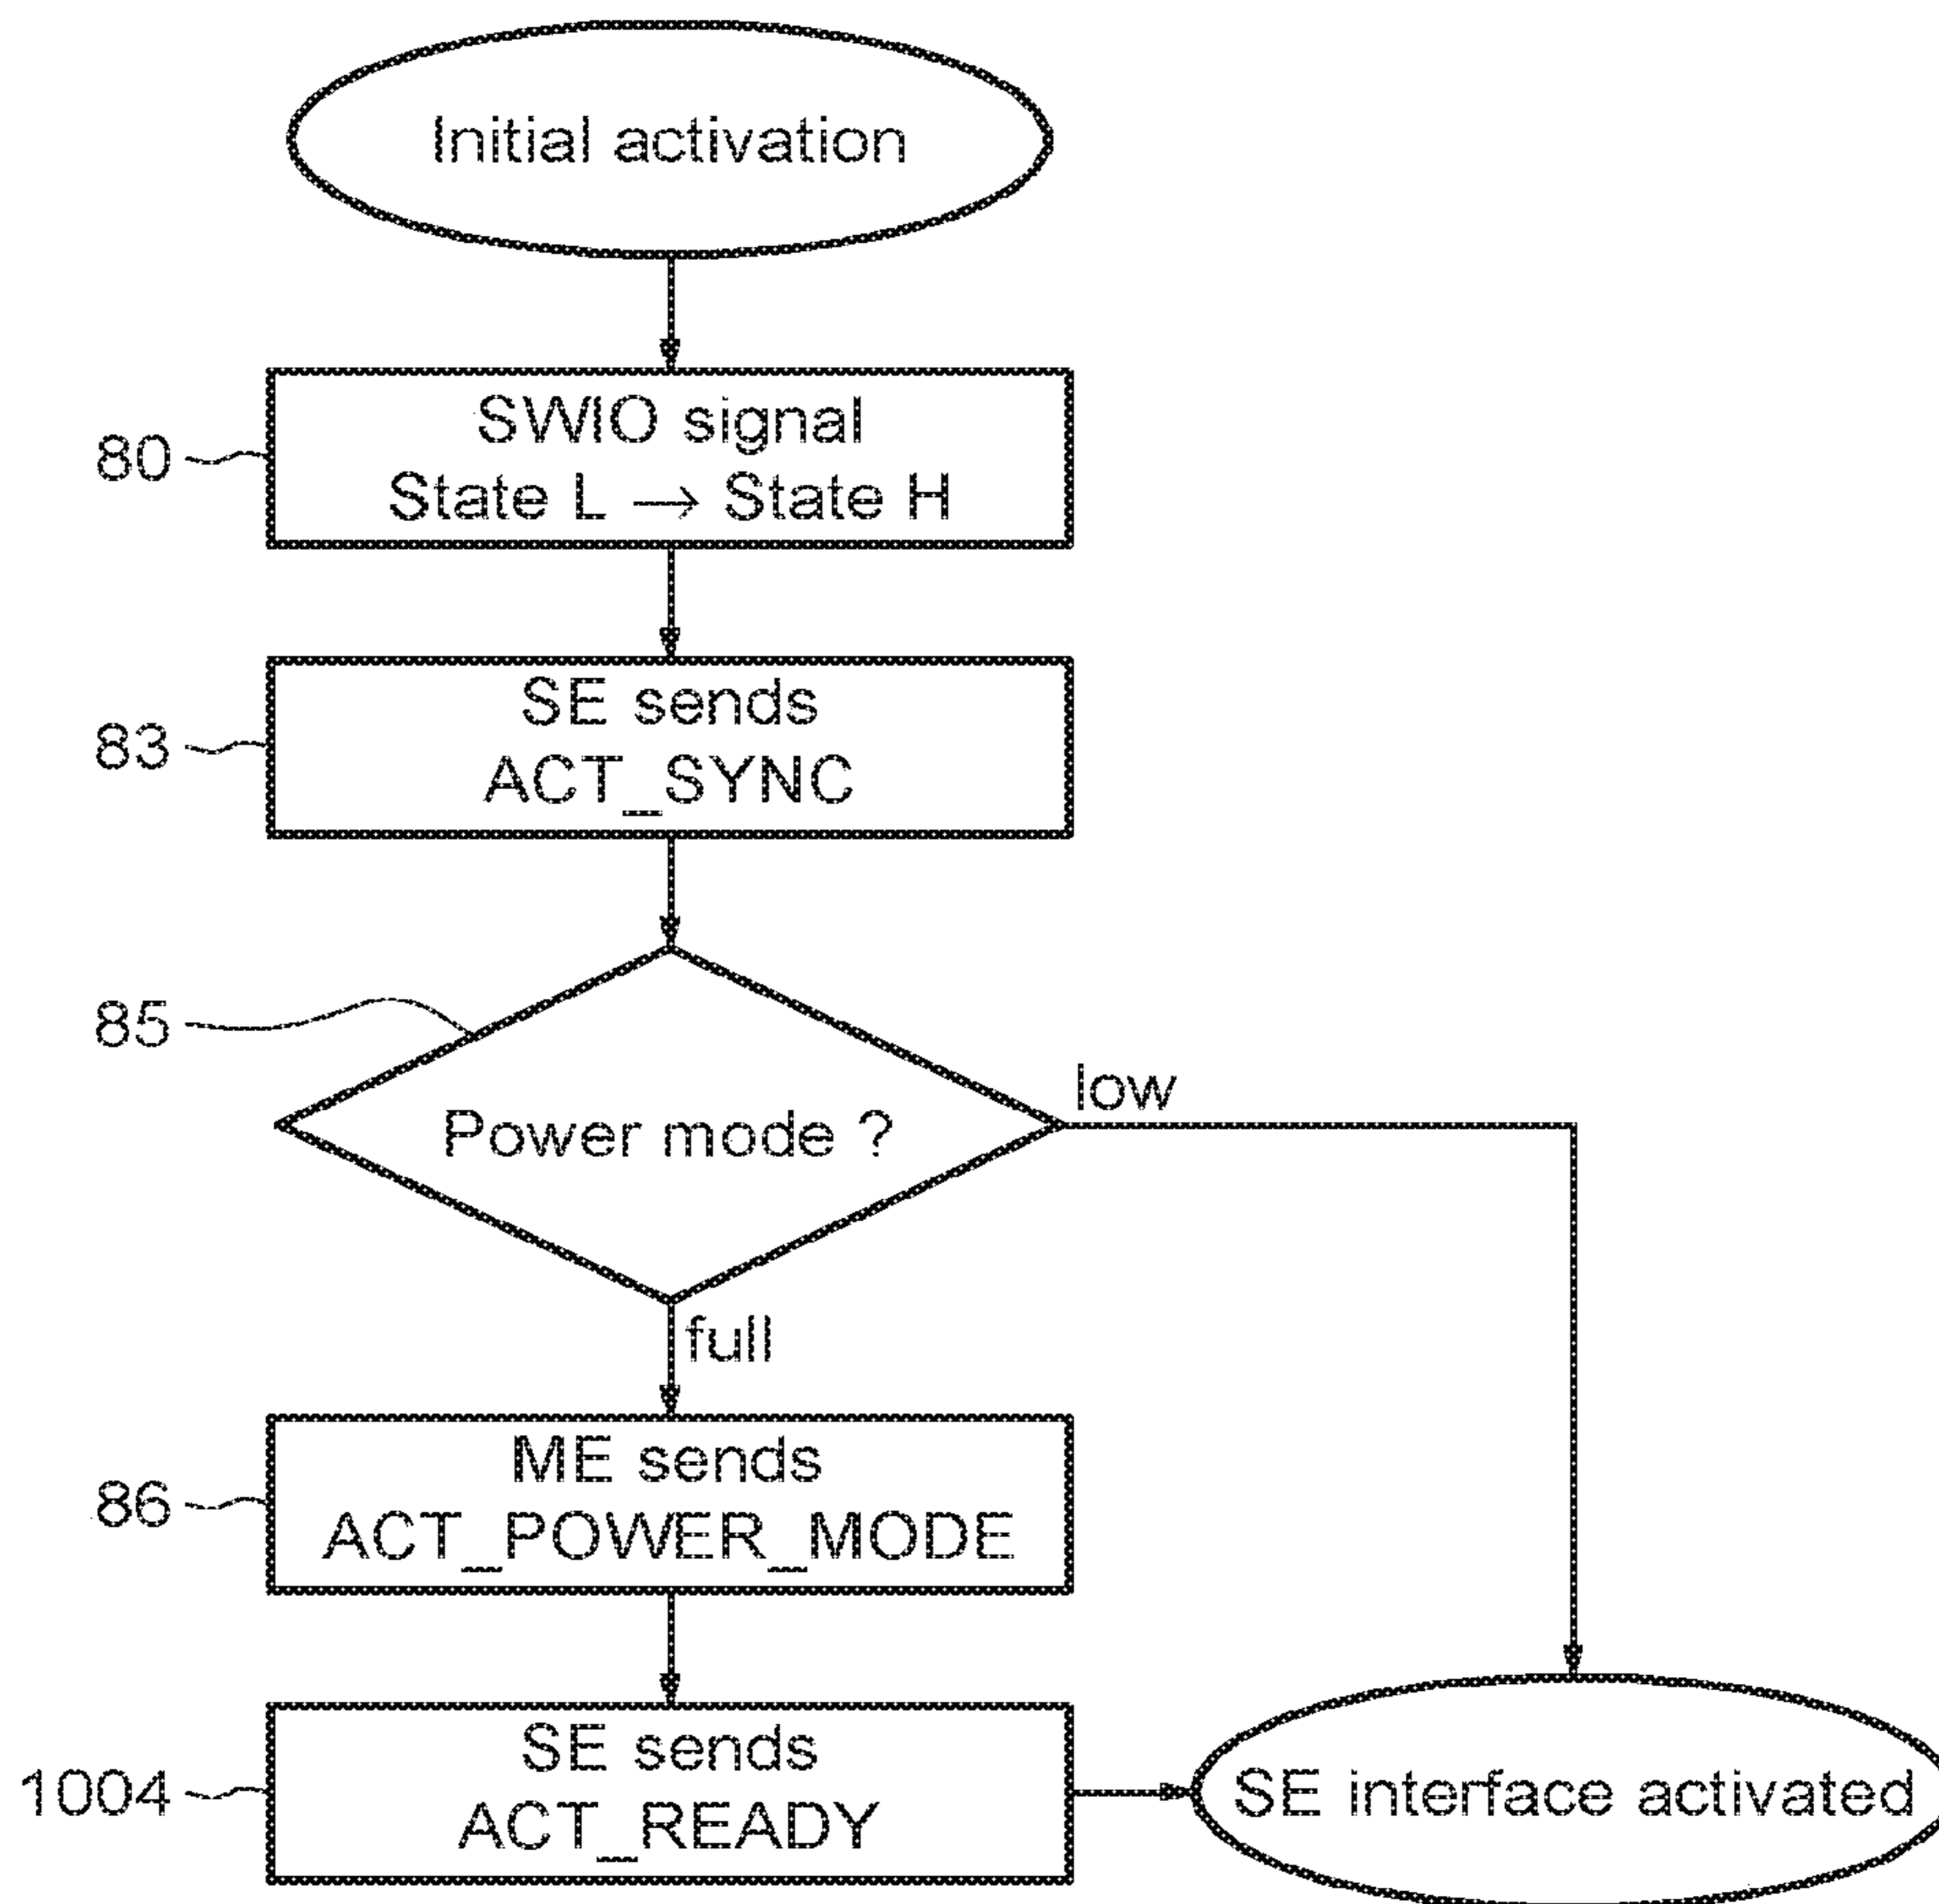 Initial activation
80
SWIO signal
State L → State H
83
SE sends
ACT_SYNC
85
Power mode ?
low
full
86
ME sends
ACT_POWER_MODE
1004
SE sends
ACT_READY
SE interface activated